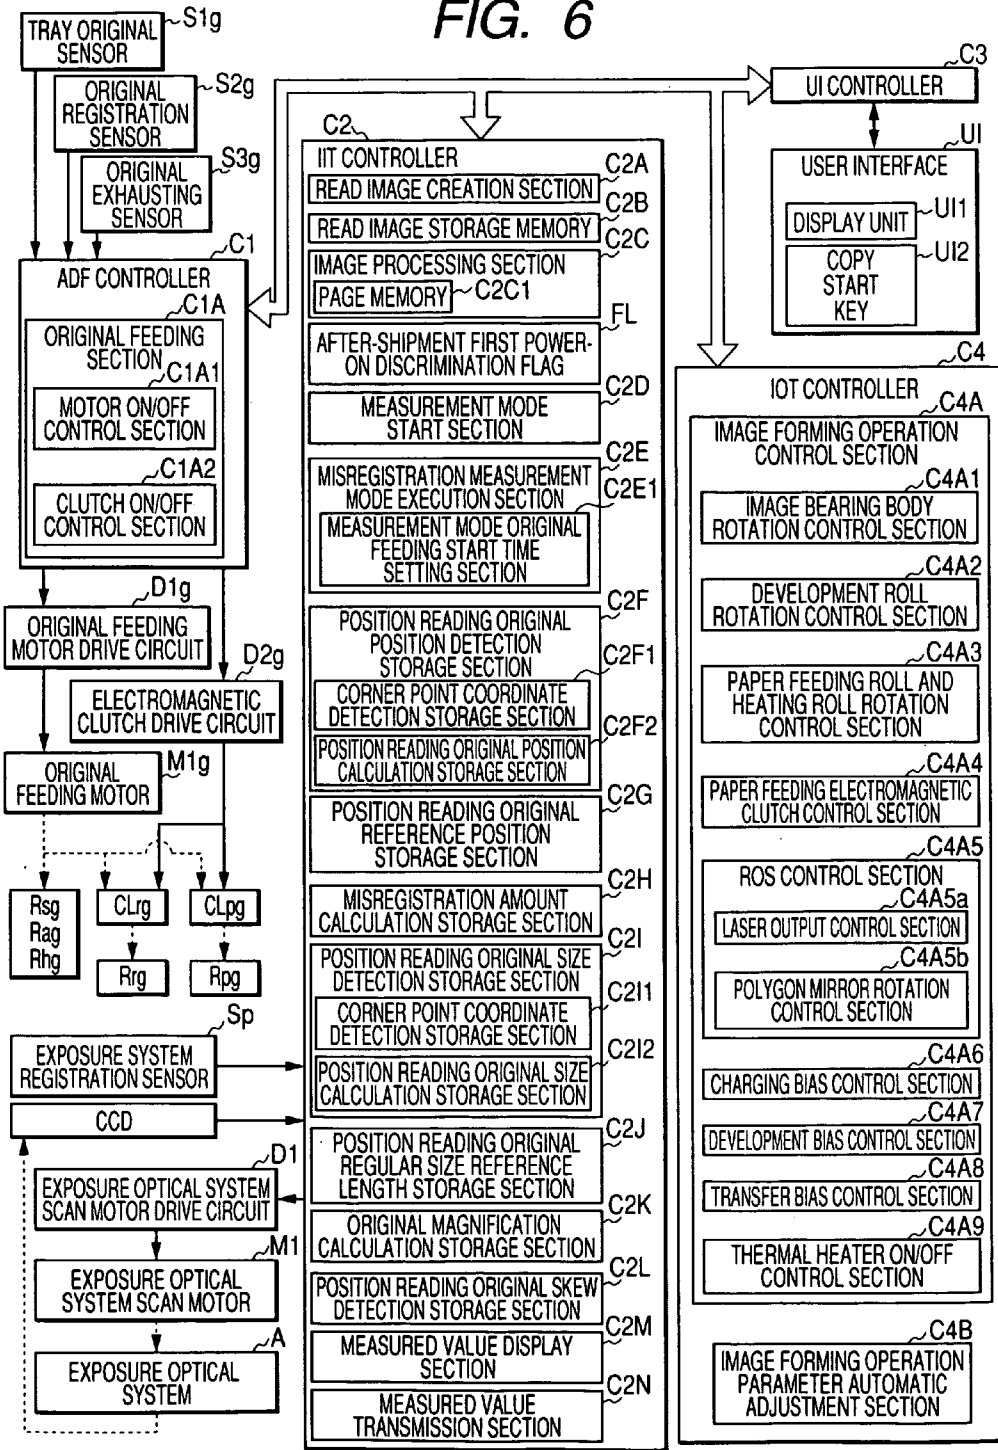 FIG. 6
S1g
TRAY ORIGINAL
SENSOR
S2g
ORIGINAL
REGISTRATION
SENSOR
S3g
ORIGINAL
EXHAUSTING
SENSOR
C1
ADF CONTROLLER
C1A
ORIGINAL FEEDING
SECTION
C1A1
MOTOR ON/OFF
CONTROL SECTION
C1A2
CLUTCH ON/OFF
CONTROL SECTION
D1g
ORIGINAL FEEDING
MOTOR DRIVE CIRCUIT
D2g
ELECTROMAGNETIC
CLUTCH DRIVE CIRCUIT
M1g
ORIGINAL
FEEDING MOTOR
Rsg
Rag
Rhg
CLrg
CLpg
Rrg
Rpg
Sp
EXPOSURE SYSTEM
REGISTRATION SENSOR
CCD
D1
EXPOSURE OPTICAL SYSTEM
SCAN MOTOR DRIVE CIRCUIT
M1
EXPOSURE OPTICAL
SYSTEM SCAN MOTOR
A
EXPOSURE OPTICAL
SYSTEM
C2
IIT CONTROLLER
C2A
READ IMAGE CREATION SECTION
C2B
READ IMAGE STORAGE MEMORY
C2C
IMAGE PROCESSING SECTION
PAGE MEMORY
C2C1
FL
AFTER-SHIPMENT FIRST POWER-
ON DISCRIMINATION FLAG
C2D
MEASUREMENT MODE
START SECTION
C2E
MISREGISTRATION MEASUREMENT
MODE EXECUTION SECTION
C2E1
MEASUREMENT MODE ORIGINAL
FEEDING START TIME
SETTING SECTION
C2F
POSITION READING ORIGINAL
POSITION DETECTION
STORAGE SECTION
C2F1
CORNER POINT COORDINATE
DETECTION STORAGE SECTION
C2F2
POSITION READING ORIGINAL POSITION
CALCULATION STORAGE SECTION
C2G
POSITION READING ORIGINAL
REFERENCE POSITION
STORAGE SECTION
C2H
MISREGISTRATION AMOUNT
CALCULATION STORAGE SECTION
C2I
POSITION READING ORIGINAL SIZE
DETECTION STORAGE SECTION
C2I1
CORNER POINT COORDINATE
DETECTION STORAGE SECTION
C2I2
POSITION READING ORIGINAL SIZE
CALCULATION STORAGE SECTION
C2J
POSITION READING ORIGINAL
REGULAR SIZE REFERENCE
LENGTH STORAGE SECTION
C2K
ORIGINAL MAGNIFICATION
CALCULATION STORAGE SECTION
C2L
POSITION READING ORIGINAL SKEW
DETECTION STORAGE SECTION
C2M
MEASURED VALUE DISPLAY
SECTION
C2N
MEASURED VALUE
TRANSMISSION SECTION
C3
UI CONTROLLER
UI
USER INTERFACE
DISPLAY UNIT
UI1
COPY
START
KEY
UI2
C4
IOT CONTROLLER
C4A
IMAGE FORMING OPERATION
CONTROL SECTION
C4A1
IMAGE BEARING BODY
ROTATION CONTROL SECTION
C4A2
DEVELOPMENT ROLL
ROTATION CONTROL SECTION
C4A3
PAPER FEEDING ROLL AND
HEATING ROLL ROTATION
CONTROL SECTION
C4A4
PAPER FEEDING ELECTROMAGNETIC
CLUTCH CONTROL SECTION
C4A5
ROS CONTROL SECTION
C4A5a
LASER OUTPUT CONTROL SECTION
C4A5b
POLYGON MIRROR ROTATION
CONTROL SECTION
C4A6
CHARGING BIAS CONTROL SECTION
C4A7
DEVELOPMENT BIAS CONTROL SECTION
C4A8
TRANSFER BIAS CONTROL SECTION
C4A9
THERMAL HEATER ON/OFF
CONTROL SECTION
C4B
IMAGE FORMING OPERATION
PARAMETER AUTOMATIC
ADJUSTMENT SECTION